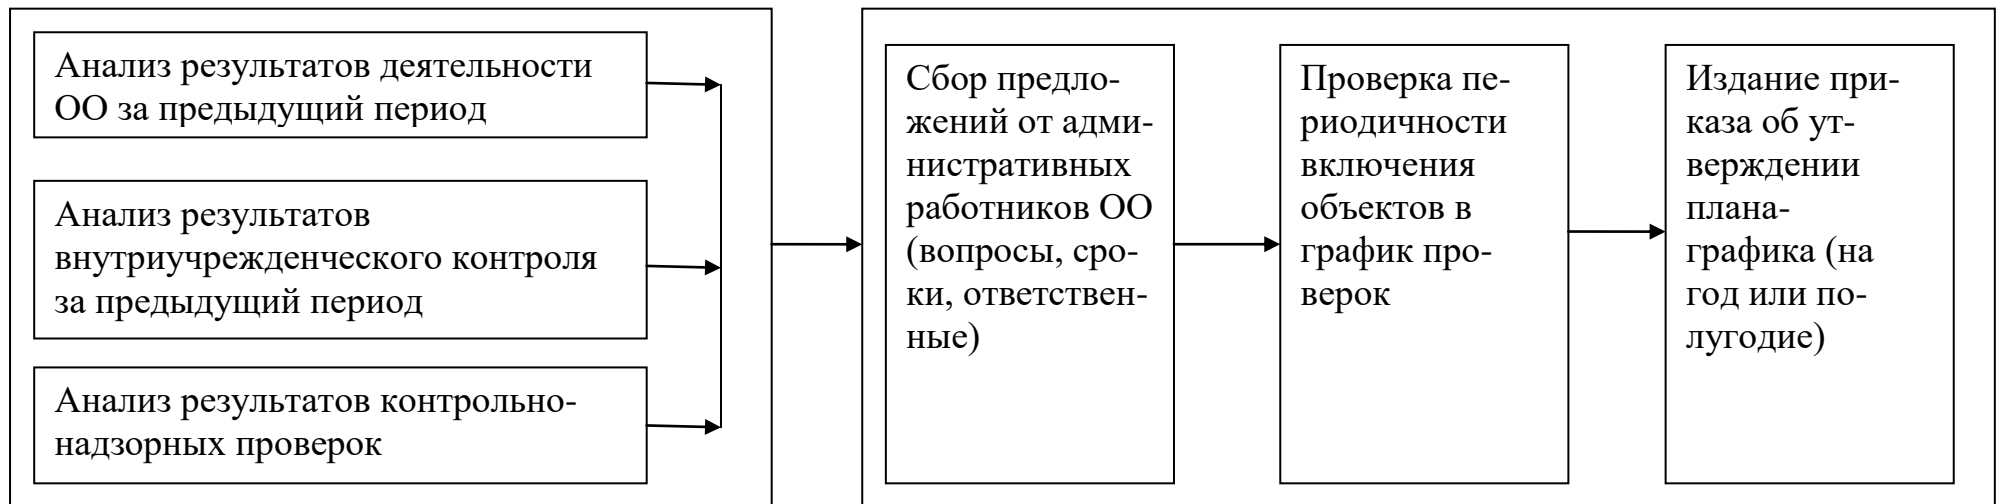 Анализ результатов деятельности
ОО за предыдущий период
Анализ результатов
внутриучрежденческого контроля
за предыдущий период
Анализ результатов контрольно-
надзорных проверок
Сбор предло-
жений от адми-
нистративных
работников ОО
(вопросы, сро-
ки, ответствен-
ные)
Проверка пе-
риодичности
включения
объектов в
график про-
верок
Издание при-
каза об ут-
верждении
плана-
графика (на
год или по-
лугодие)